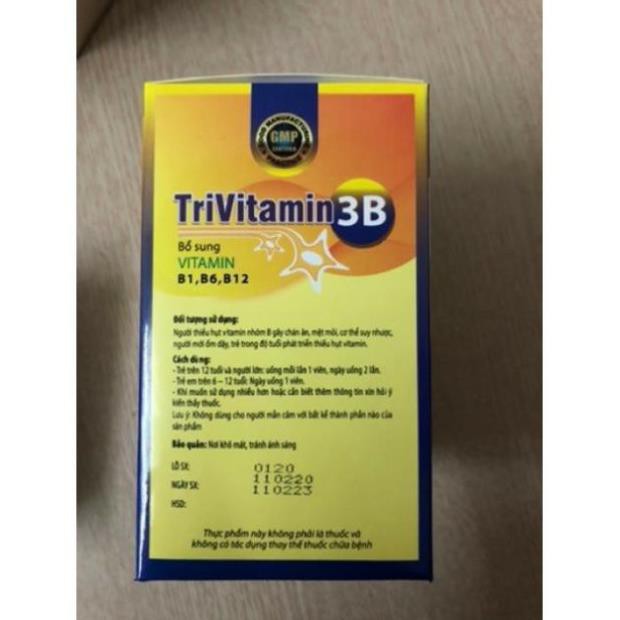 GMP
TriVitamin 3B
Bổ sung
VITAMIN
B1,B6,B12
Đối tượng sử dụng:
Người thiếu hụt vitamin nhóm B gây chán ăn, mệt mỏi, cơ thể suy nhược,
người mới ốm dậy, trẻ trong độ tuổi phát triển thiếu hụt vitamin.
Cách dùng:
- Trẻ trên 12 tuổi và người lớn: uống mỗi lần 1 viên, ngày uống 2 lần.
- Trẻ em trên 6 – 12 tuổi: Ngày uống 1 viên.
- Khi muốn sử dụng nhiều hơn hoặc cần biết thêm thông tin xin hỏi ý
kiến thầy thuốc.
Lưu ý: Không dùng cho người mẫn cảm với bất kể thành phần nào của
sản phẩm
Bảo quản: Nơi khô mát, tránh ánh sáng
LÔ SX: 0120
NGÀY SX: 110220
HSD: 110223
Thực phẩm này không phải là thuốc và
không có tác dụng thay thế thuốc chữa bệnh